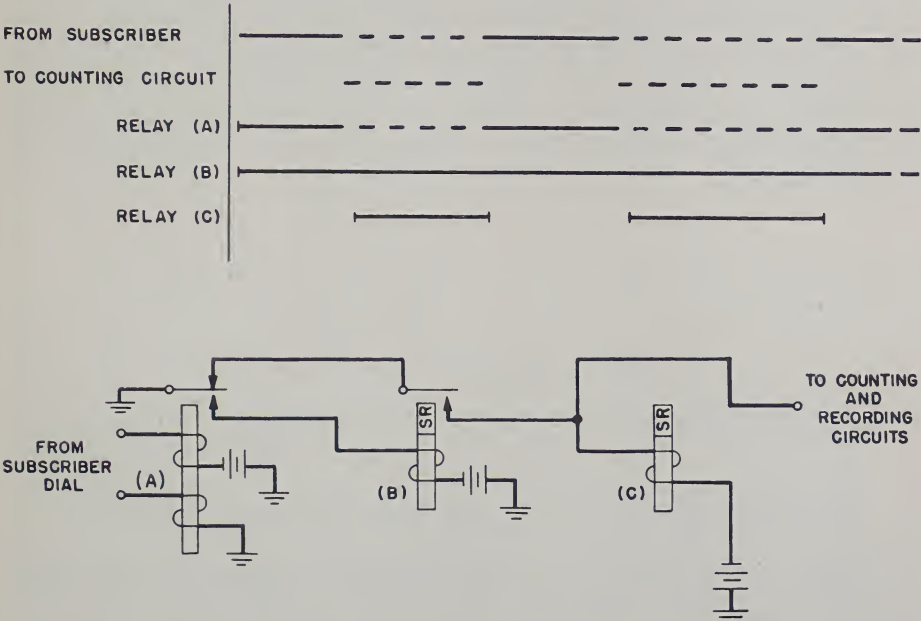 FROM SUBSCRIBER
TO COUNTING CIRCUIT
RELAY (A)
RELAY (B)
RELAY (C)
FROM
SUBSCRIBER
DIAL
(A)
SR
(B)
SR
(C)
TO COUNTING
AND
RECORDING
CIRCUITS